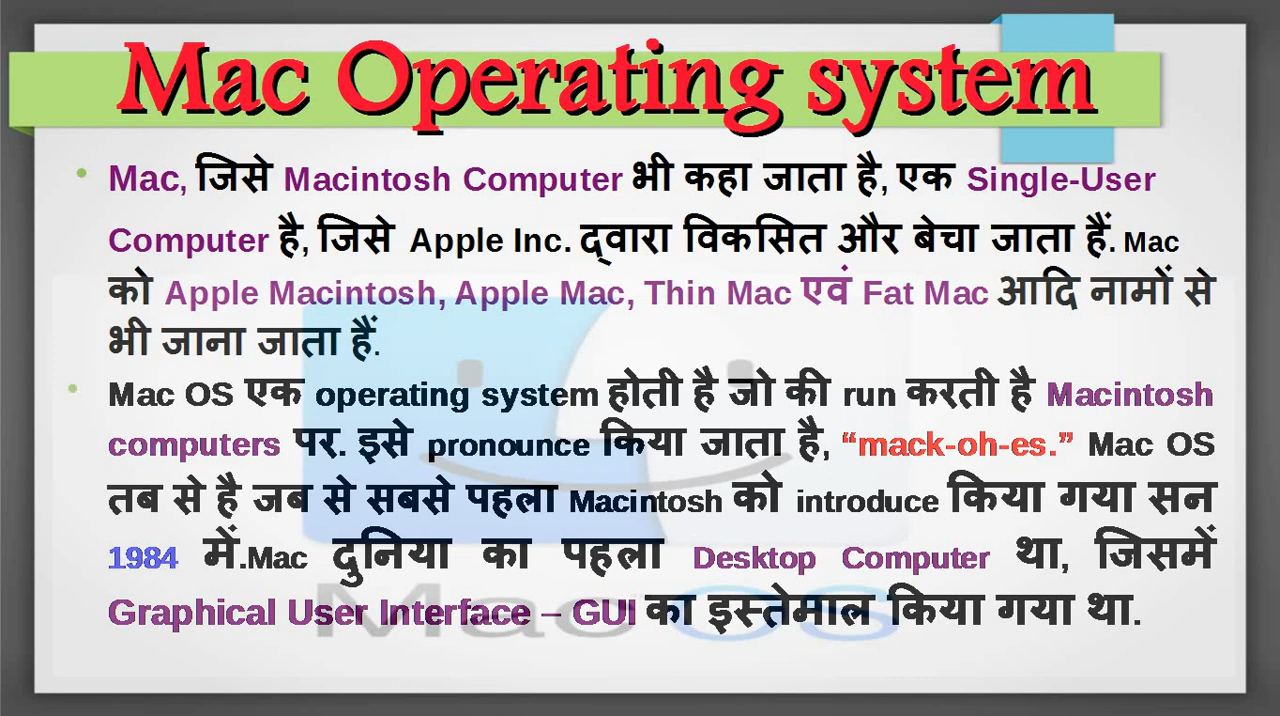 Mac Operating system
Mac, जिसे Macintosh Computer भी कहा जाता है, एक Single-User
Computer है, जिसे Apple Inc. द्वारा विकसित और बेचा जाता हैं. Mac
को Apple Macintosh, Apple Mac, Thin Mac एवं Fat Mac आदि नामों से
भी जाना जाता हैं.
Mac OS एक operating system होती है जो की run करती है Macintosh
computers पर. इसे pronounce किया जाता है, “mack-oh-es.” Mac OS
तब से है जब से सबसे पहला Macintosh को introduce किया गया सन
1984 में.Mac दुनिया का पहला Desktop Computer था, जिसमें
Graphical User Interface – GUI का इस्तेमाल किया गया था.
Mac OS